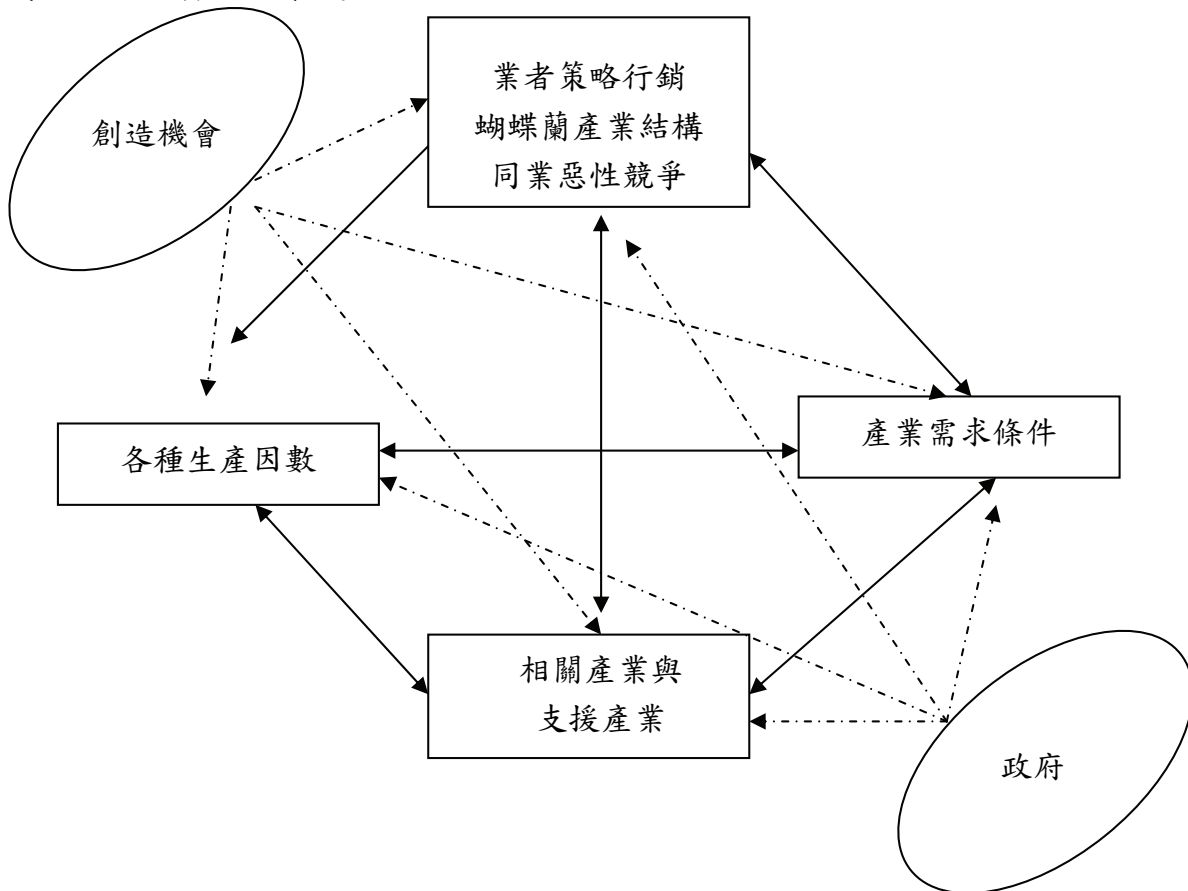 創造機會
業者策略行銷
蝴蝶蘭產業結構
同業惡性競爭
各種生產因數
產業需求條件
相關產業與
支援產業
政府